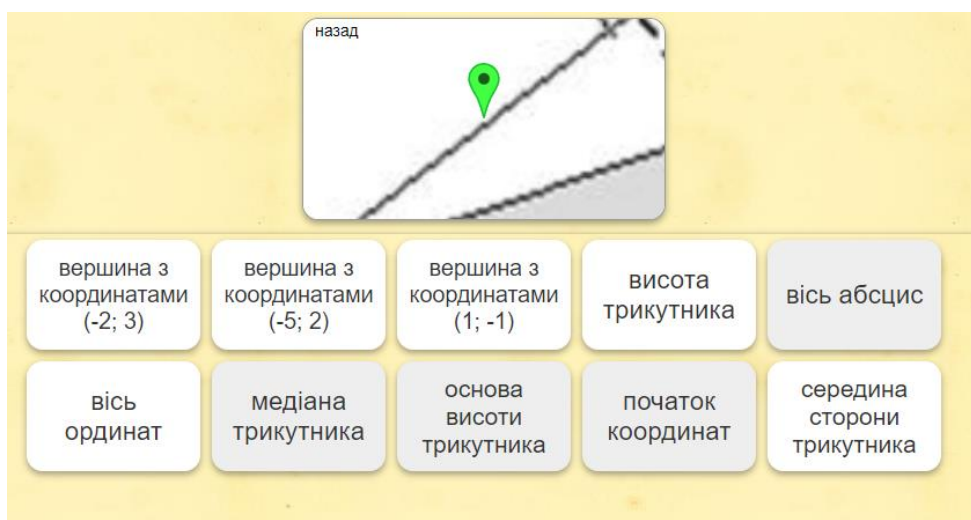 назад
вершина з
координатами
(-2; 3)
вершина з
координатами
(-5; 2)
вершина з
координатами
(1; -1)
висота
трикутника
вісь абсцис
вісь
ординат
медіана
трикутника
основа
висоти
трикутника
початок
координат
середина
сторони
трикутника